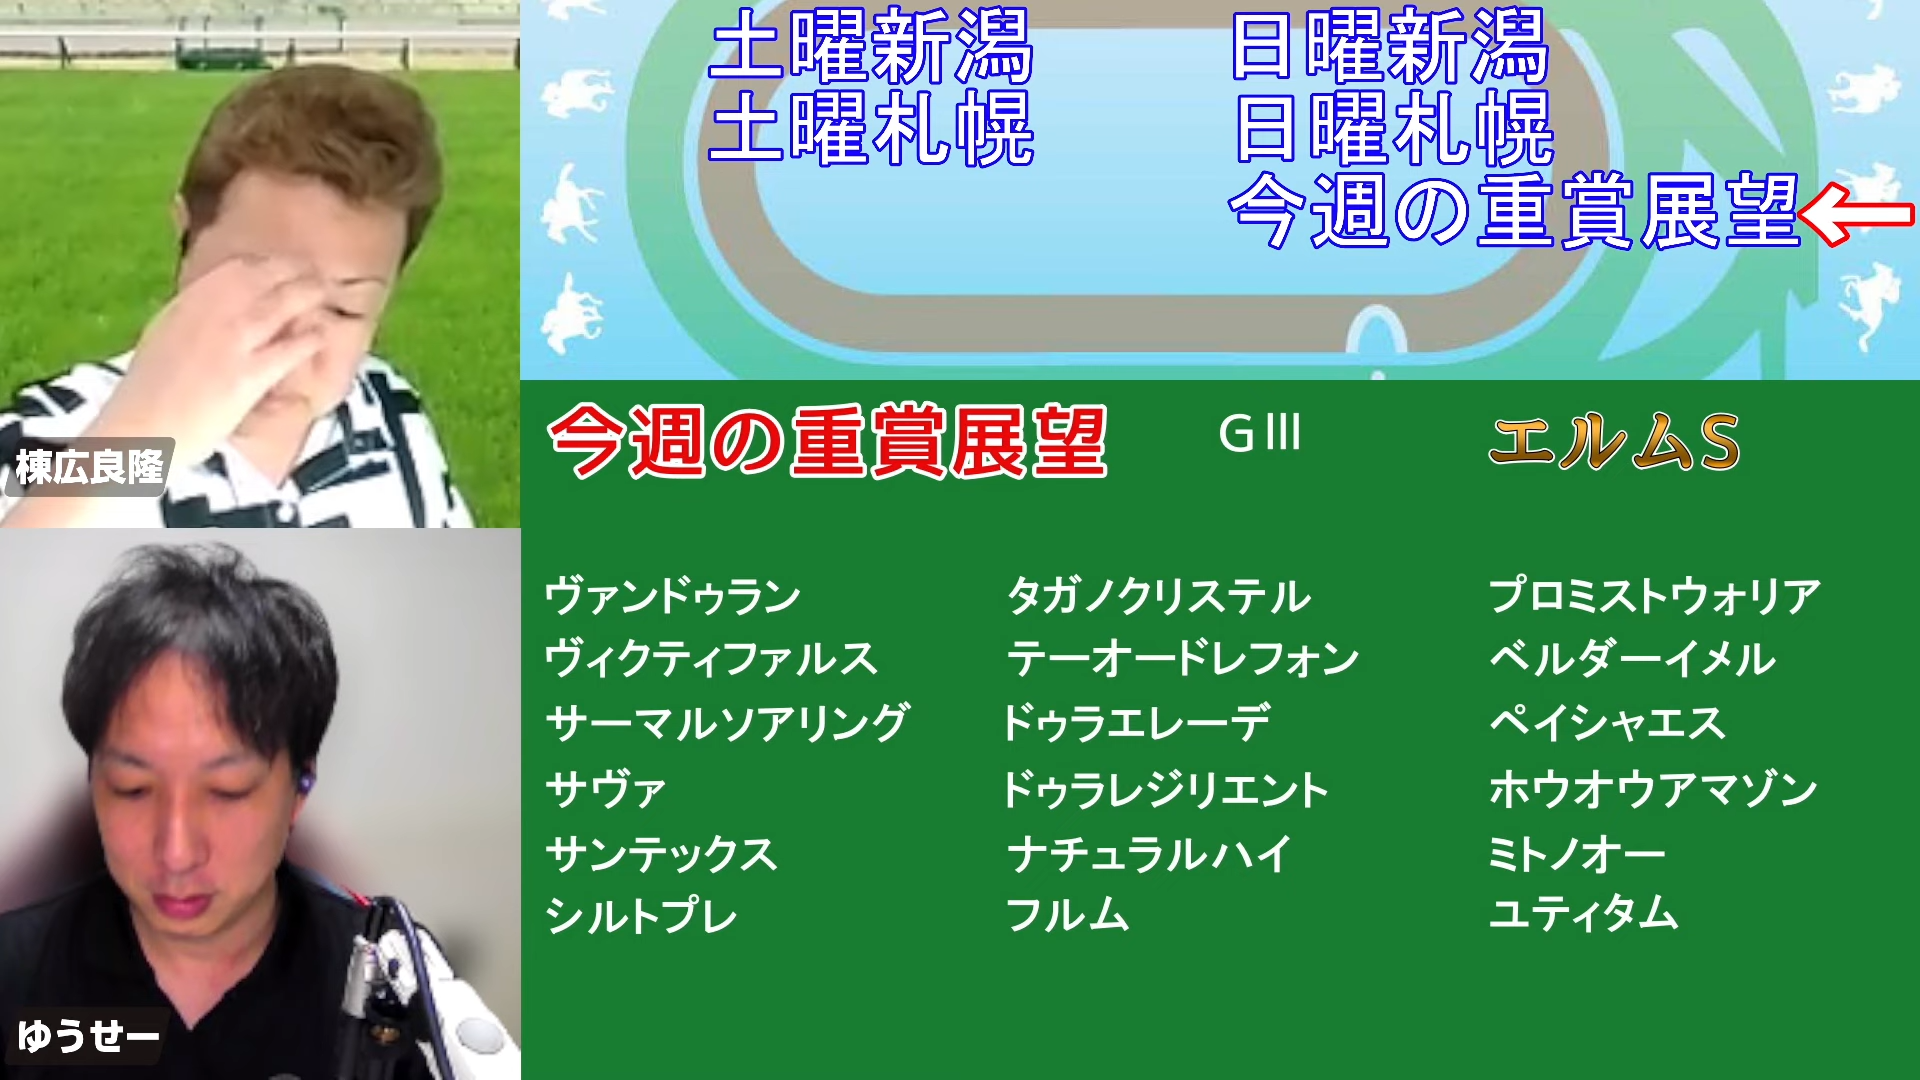 土曜新潟 日曜新潟
土曜札幌 日曜札幌
今週の重賞展望
棟広良隆
今週の重賞展望 GⅢ エルムS
ヴァンドゥラン タガノクリステル プロミストウォリア
ヴィクティファルス テーオードレフォン ベルダーイメル
サーマルソアリング ドゥラエレーデ ペイシャエス
サヴァ ドゥラレジリエント ホウオウアマゾン
サンテックス ナチュラルハイ ミトノオー
シルトプレ フルム ユティタム
ゆうせー